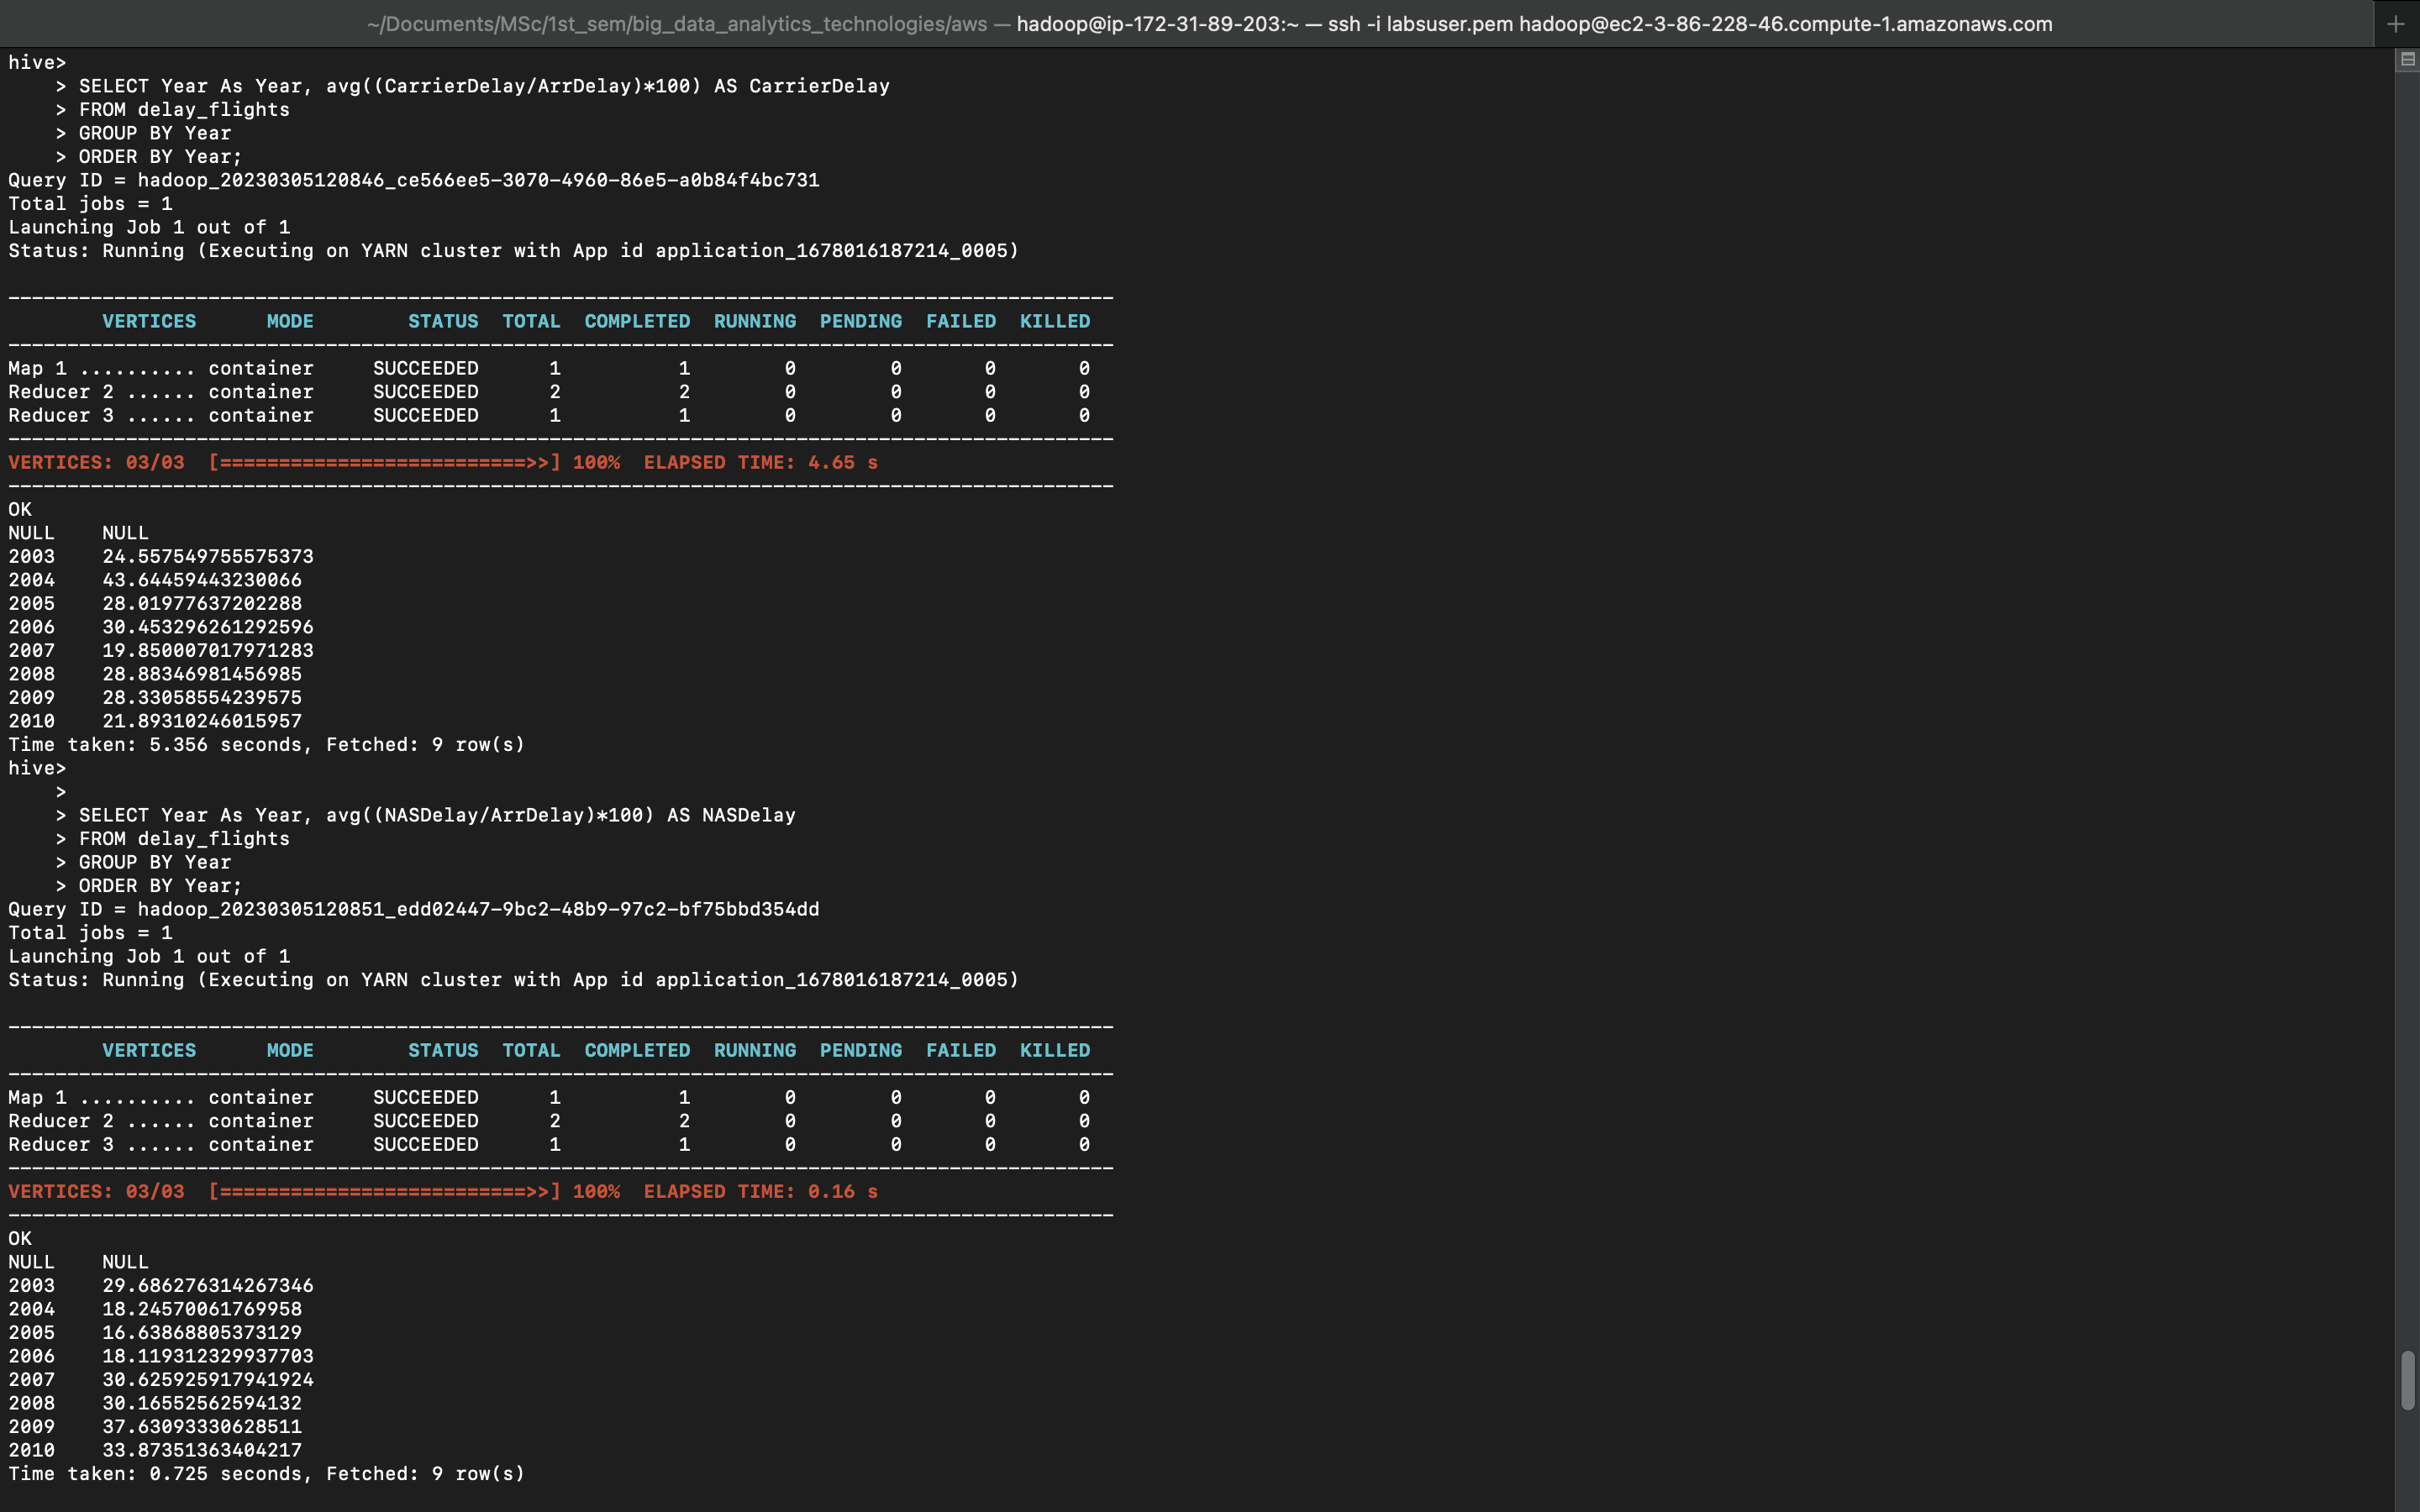 ~/Documents/MSc/1st_sem/big_data_analytics_technologies/aws — hadoop@ip-172-31-89-203:~ — ssh -i labsuser.pem hadoop@ec2-3-86-228-46.compute-1.amazonaws.com
hive>
    > SELECT Year As Year, avg((CarrierDelay/ArrDelay)*100) AS CarrierDelay
    > FROM delay_flights
    > GROUP BY Year
    > ORDER BY Year;
Query ID = hadoop_20230305120846_ce566ee5-3070-4960-86e5-a0b84f4bc731
Total jobs = 1
Launching Job 1 out of 1
Status: Running (Executing on YARN cluster with App id application_1678016187214_0005)

----------------------------------------------------------------------------------------------
        VERTICES      MODE        STATUS  TOTAL  COMPLETED  RUNNING  PENDING  FAILED  KILLED
----------------------------------------------------------------------------------------------
Map 1 .......... container     SUCCEEDED      1          1        0        0       0       0
Reducer 2 ...... container     SUCCEEDED      2          2        0        0       0       0
Reducer 3 ...... container     SUCCEEDED      1          1        0        0       0       0
----------------------------------------------------------------------------------------------
VERTICES: 03/03  [==========================>>] 100%  ELAPSED TIME: 4.65 s
----------------------------------------------------------------------------------------------
OK
NULL    NULL
2003    24.557549755575373
2004    43.64459443230066
2005    28.01977637202288
2006    30.453296261292596
2007    19.850007017971283
2008    28.88346981456985
2009    28.33058554239575
2010    21.89310246015957
Time taken: 5.356 seconds, Fetched: 9 row(s)
hive>
    >
    > SELECT Year As Year, avg((NASDelay/ArrDelay)*100) AS NASDelay
    > FROM delay_flights
    > GROUP BY Year
    > ORDER BY Year;
Query ID = hadoop_20230305120851_edd02447-9bc2-48b9-97c2-bf75bbd354dd
Total jobs = 1
Launching Job 1 out of 1
Status: Running (Executing on YARN cluster with App id application_1678016187214_0005)

----------------------------------------------------------------------------------------------
        VERTICES      MODE        STATUS  TOTAL  COMPLETED  RUNNING  PENDING  FAILED  KILLED
----------------------------------------------------------------------------------------------
Map 1 .......... container     SUCCEEDED      1          1        0        0       0       0
Reducer 2 ...... container     SUCCEEDED      2          2        0        0       0       0
Reducer 3 ...... container     SUCCEEDED      1          1        0        0       0       0
----------------------------------------------------------------------------------------------
VERTICES: 03/03  [==========================>>] 100%  ELAPSED TIME: 0.16 s
----------------------------------------------------------------------------------------------
OK
NULL    NULL
2003    29.686276314267346
2004    18.24570061769958
2005    16.63868805373129
2006    18.119312329937703
2007    30.625925917941924
2008    30.16552562594132
2009    37.63093330628511
2010    33.87351363404217
Time taken: 0.725 seconds, Fetched: 9 row(s)